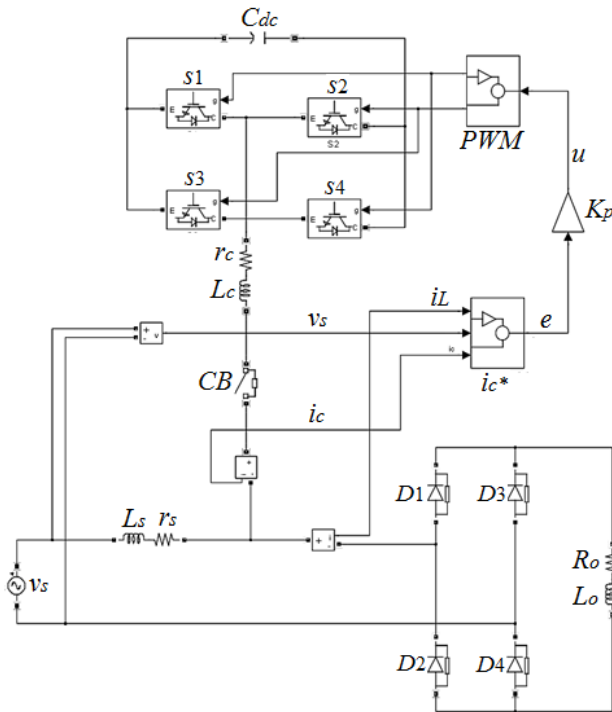 Cdc
s1
s2
g
E
C
g
E
C
S2
PWM
u
Kp
s3
s4
g
E
C
g
E
C
rc
Lc
iL
+
-
v
vs
e
ic*
CB
ic
+
-
D1
D3
Ls
rs
+
i
-
Ro
Lo
vs
D2
D4